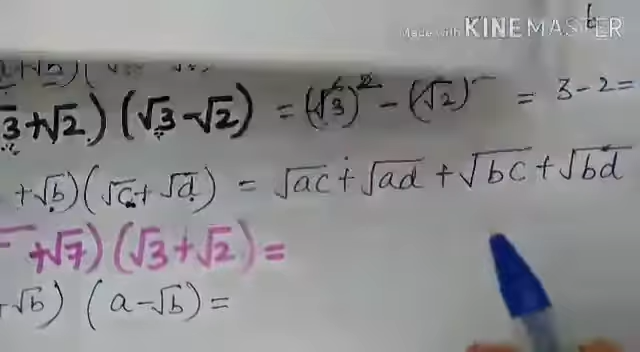 Made with KINEMASTER
3+√2) (√3-√2) = (√3)² - (√2)² = 3-2=
+√b)(√c+√d) = √ac+√ad+√bc+√bd
+√7)(√3+√2)=
+√b) (a-√b)=